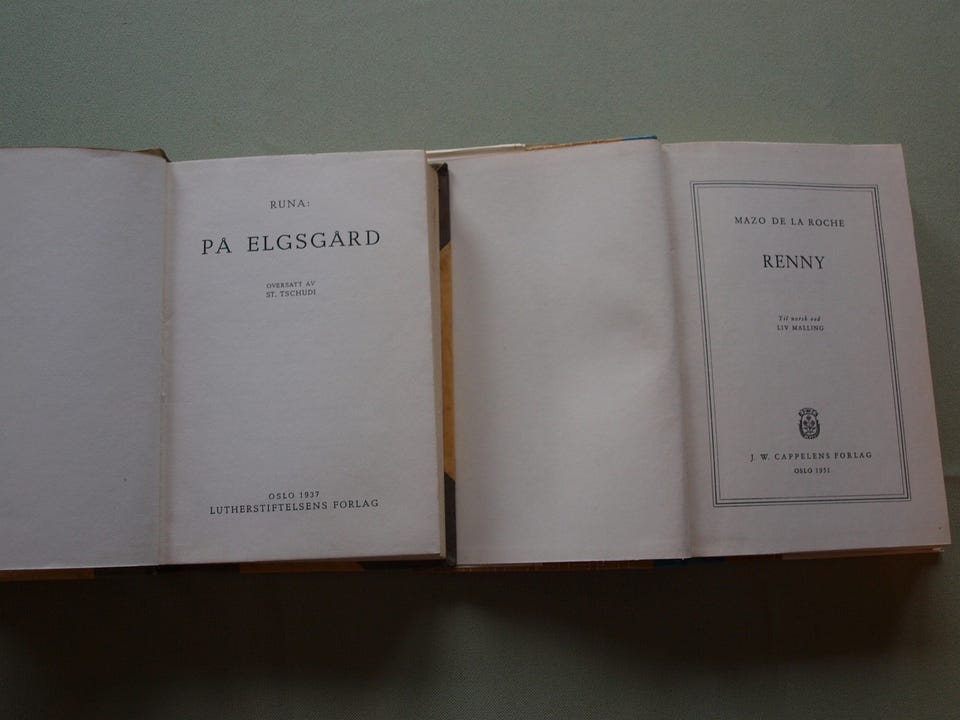 RUNA:
PÅ ELGSGÅRD
OVERSATT AV
ST. TSCHUDI
OSLO 1937
LUTHERSTIFTELSENS FORLAG
MAZO DE LA ROCHE
RENNY
Til norsk ved
LIV MALLING
J. W. CAPPELENS FORLAG
OSLO 1951